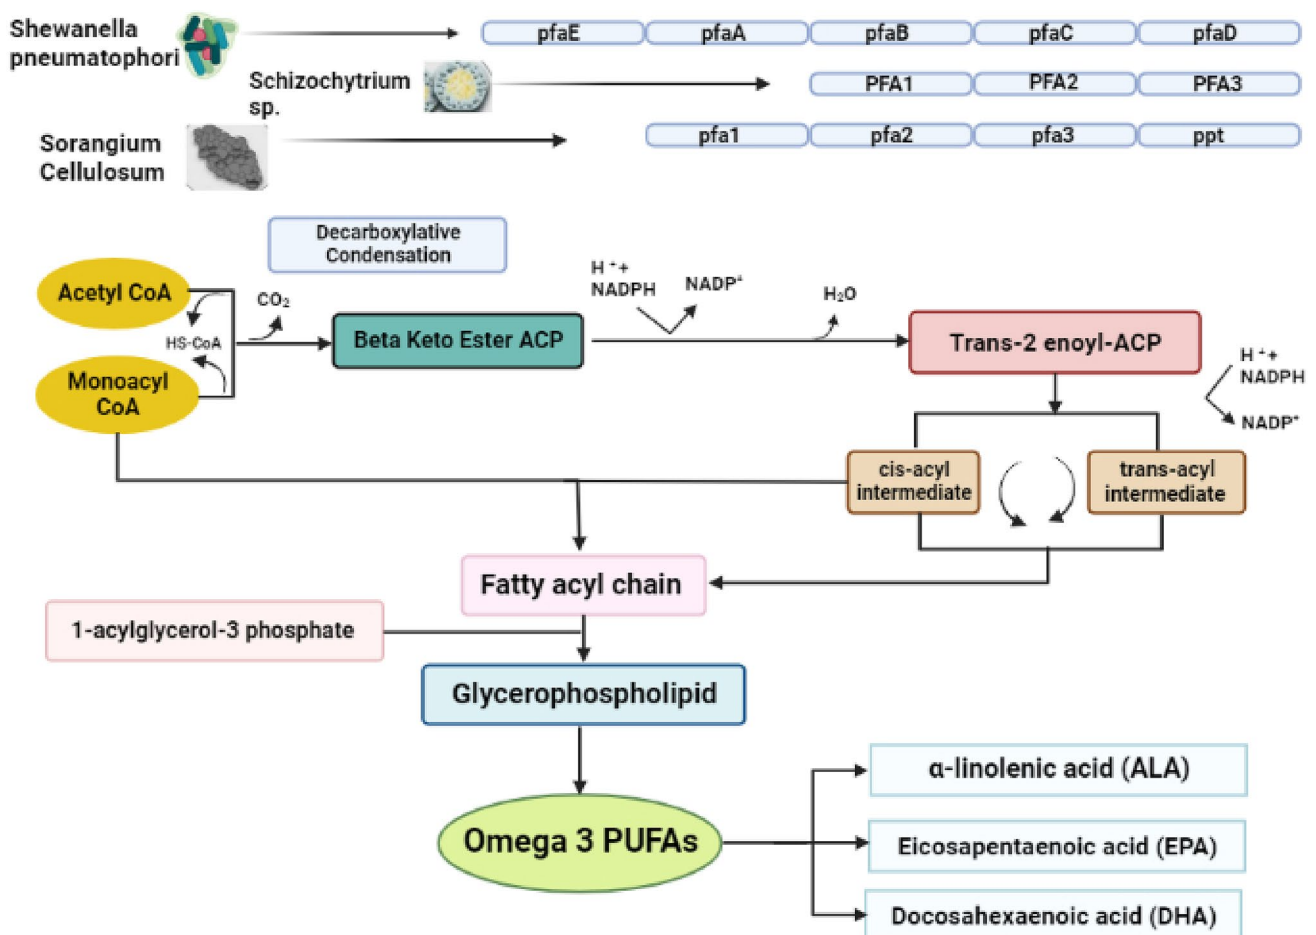 Shewanella
pneumatophori
pfaE pfaA pfaB pfaC pfaD
Schizochytrium
sp.
PFA1 PFA2 PFA3
Sorangium
Cellulosum
pfa1 pfa2 pfa3 ppt
Decarboxylative
Condensation
Acetyl CoA
HS-CoA
Monoacyl
CoA
CO₂
Beta Keto Ester ACP
H⁺+
NADPH
NADP⁺
H₂O
Trans-2 enoyl-ACP
H⁺+
NADPH
NADP⁺
cis-acyl
intermediate
trans-acyl
intermediate
Fatty acyl chain
1-acylglycerol-3 phosphate
Glycerophospholipid
Omega 3 PUFAs
α-linolenic acid (ALA)
Eicosapentaenoic acid (EPA)
Docosahexaenoic acid (DHA)